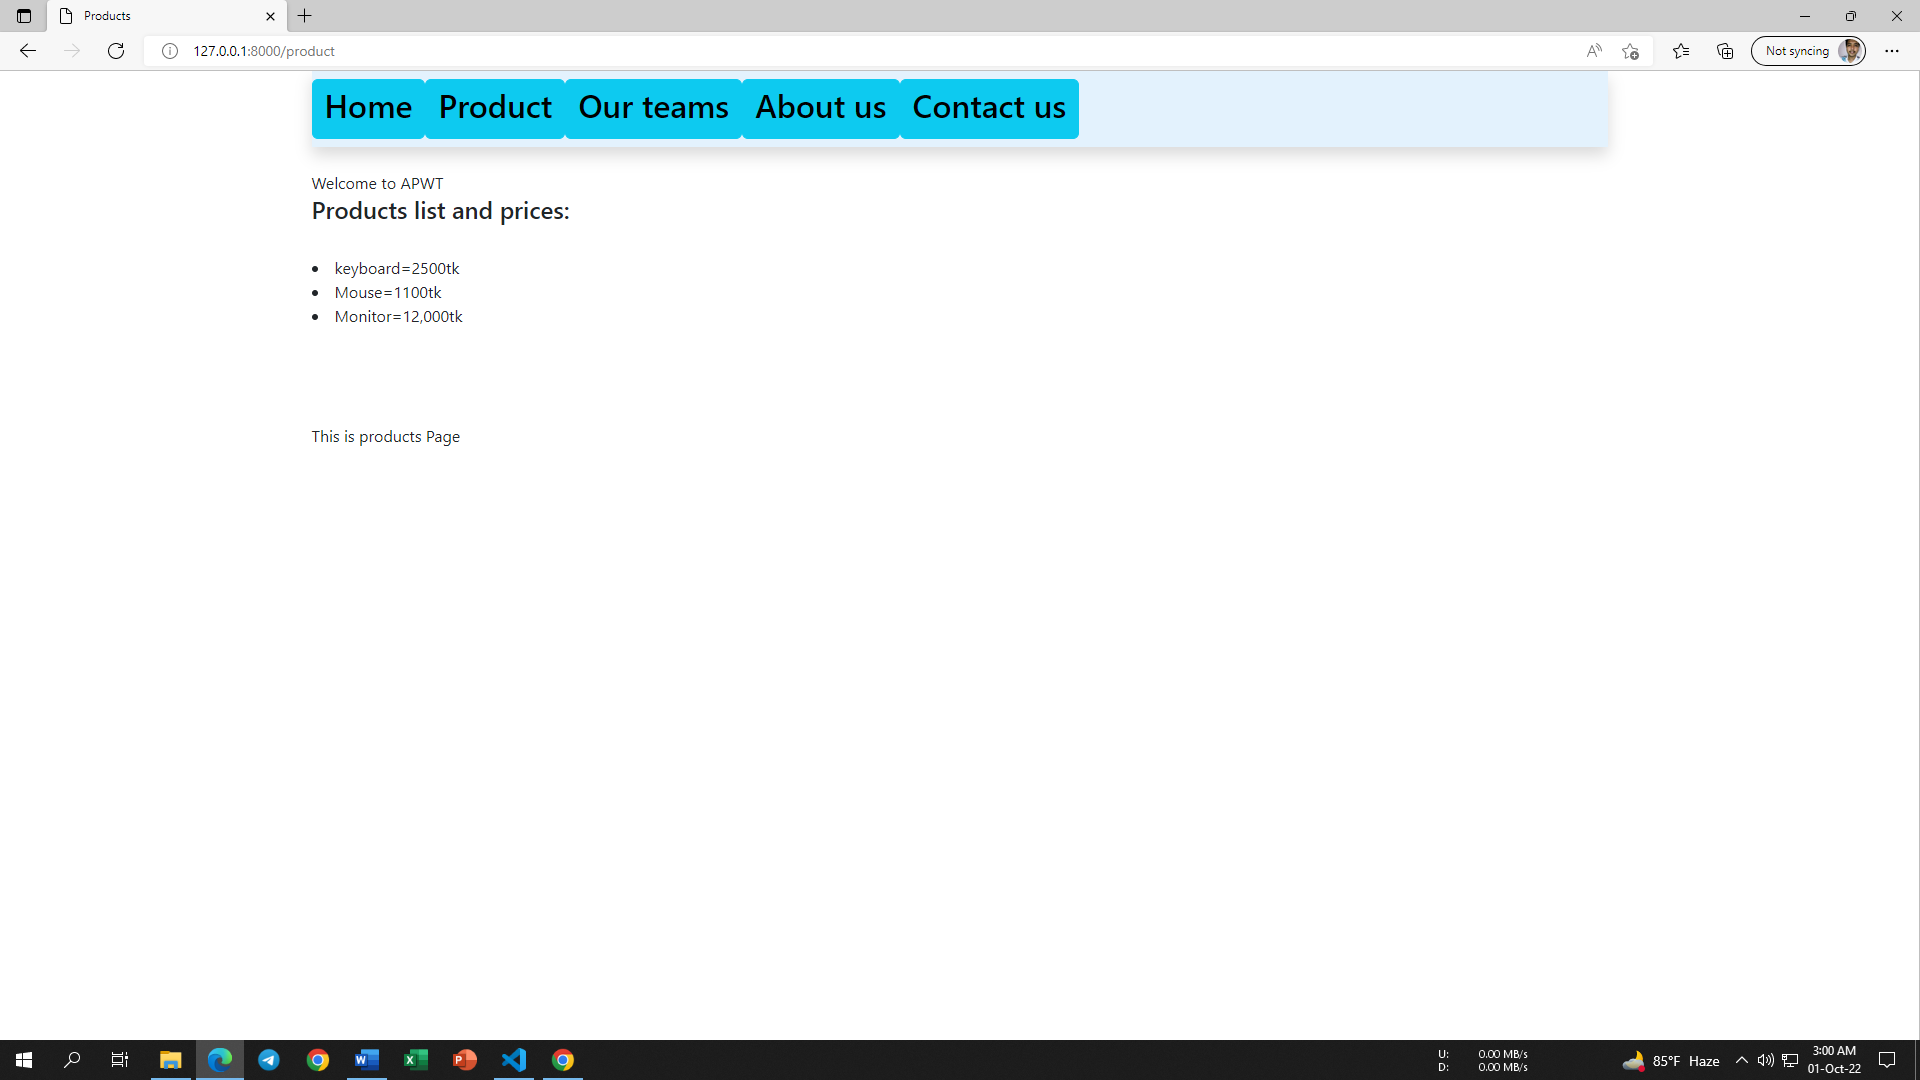 Products
127.0.0.1:8000/product
Not syncing
Home Product Our teams About us Contact us
Welcome to APWT
Products list and prices:
• keyboard=2500tk
• Mouse=1100tk
• Monitor=12,000tk
This is products Page
U: 0.00 MB/s
D: 0.00 MB/s
85°F Haze
3:00 AM
01-Oct-22